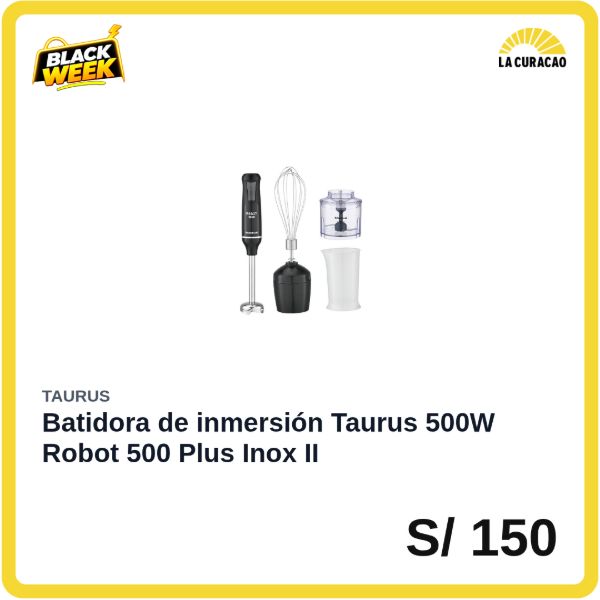 BLACK
WEEK
LA CURACAO
TAURUS
Batidora de inmersión Taurus 500W
Robot 500 Plus Inox II
S/ 150